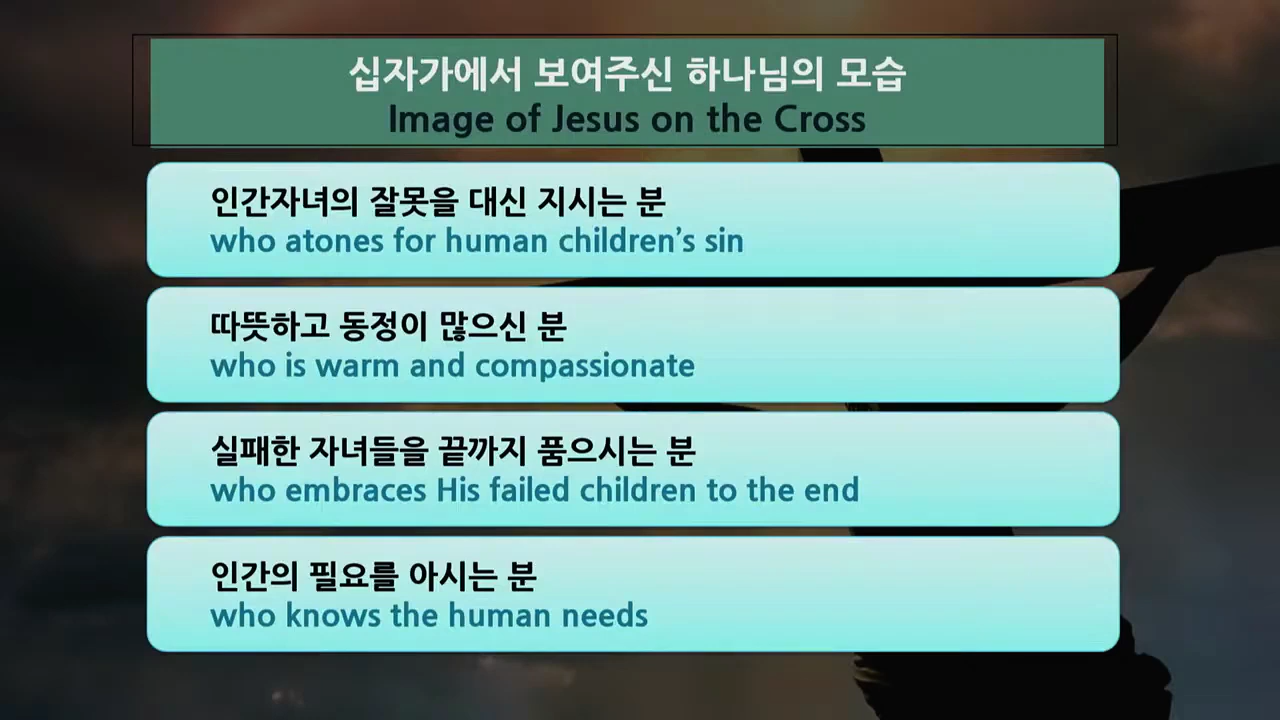 십자가에서 보여주신 하나님의 모습
Image of Jesus on the Cross
인간자녀의 잘못을 대신 지시는 분
who atones for human children's sin
따뜻하고 동정이 많으신 분
who is warm and compassionate
실패한 자녀들을 끝까지 품으시는 분
who embraces His failed children to the end
인간의 필요를 아시는 분
who knows the human needs